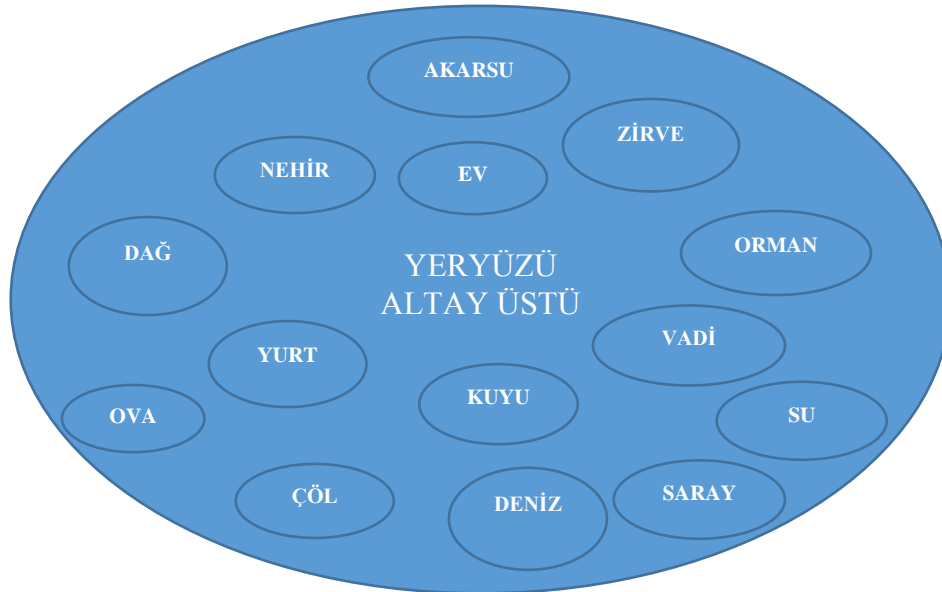 AKARSU
ZİRVE
NEHİR
EV
DAĞ
ORMAN
YERYÜZÜ
ALTAY ÜSTÜ
VADİ
YURT
KUYU
OVA
SU
ÇÖL
DENİZ
SARAY